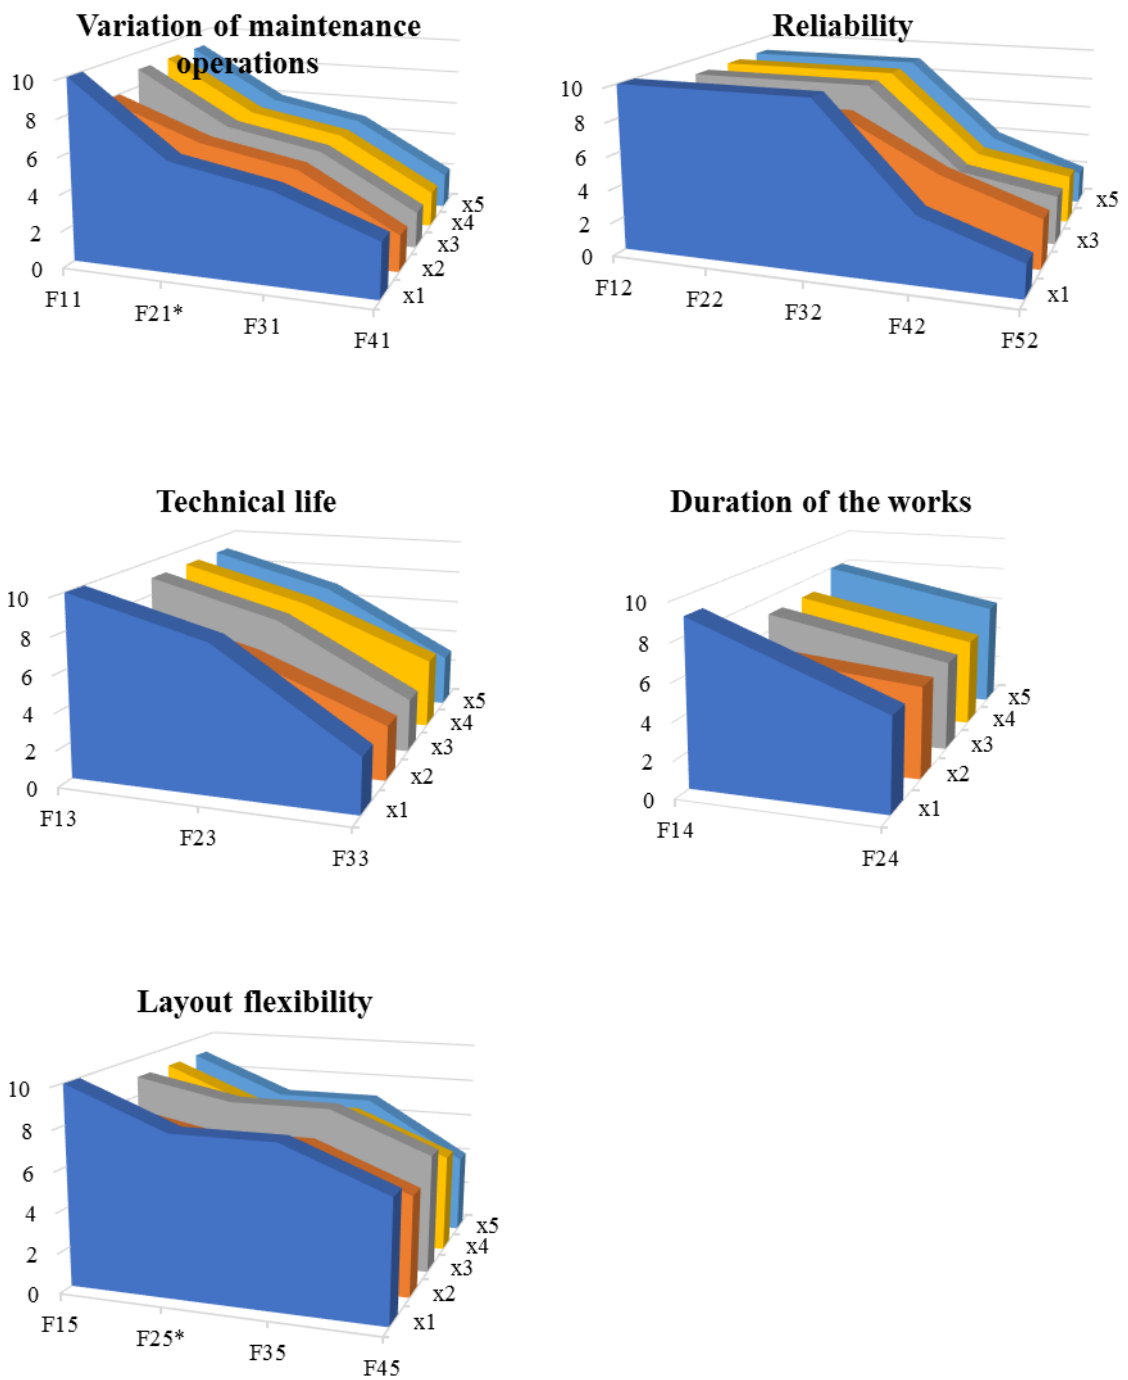 Variation of maintenance
operations
10
8
6
4
2
0
F11
F21*
F31
F41
x1
x2
x3
x4
x5
Reliability
10
8
6
4
2
0
F12
F22
F32
F42
F52
x1
x3
x5
Technical life
10
8
6
4
2
0
F13
F23
F33
x1
x2
x3
x4
x5
Duration of the works
10
8
6
4
2
0
F14
F24
x1
x2
x3
x4
x5
Layout flexibility
10
8
6
4
2
0
F15
F25*
F35
F45
x1
x2
x3
x4
x5